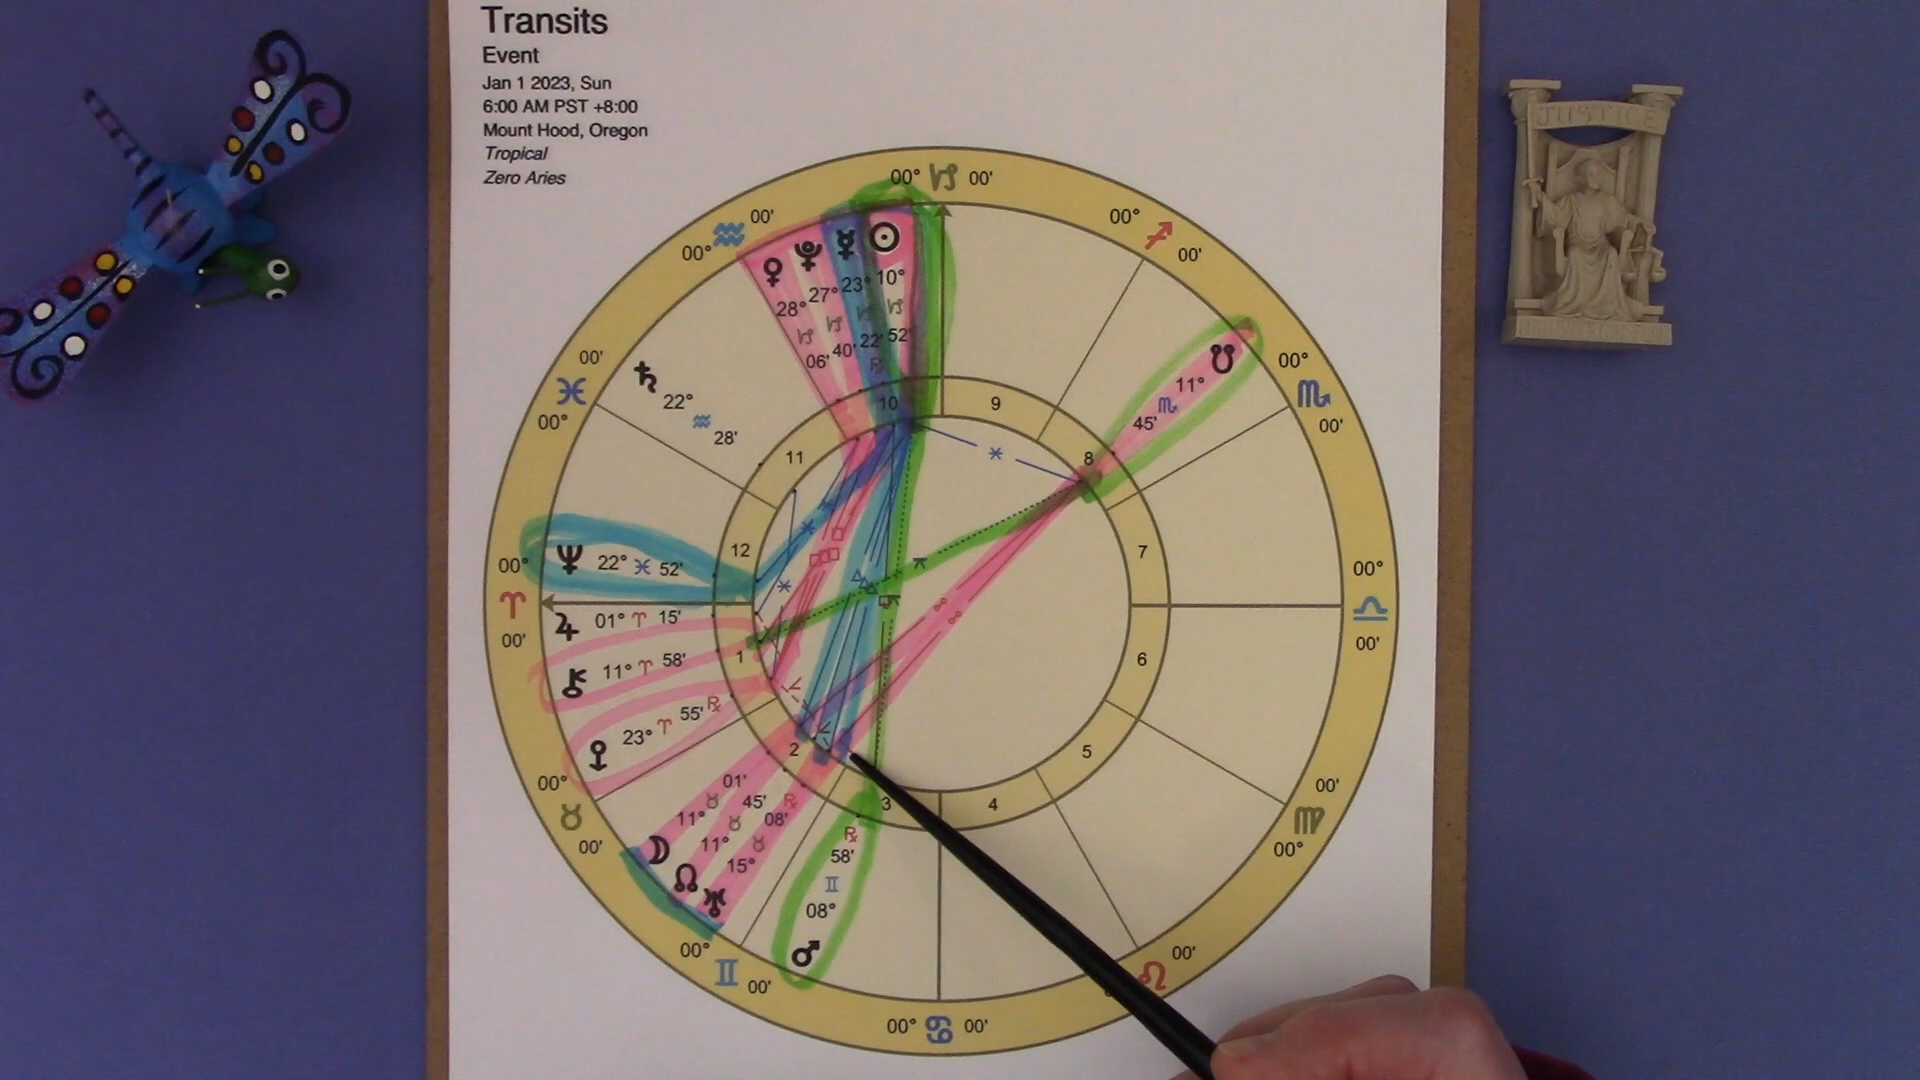 Transits
Event
Jan 1 2023, Sun
6:00 AM PST +8:00
Mount Hood, Oregon
Tropical
Zero Aries
00° ♑ 00'
00° ♐ 00'
00° ♏ 00'
00° ♎ 00'
00° ♍ 00'
♌ 00'
00° ♋ 00'
00° ♊ 00'
00° ♉ 00'
00° ♈ 00'
00° ♓ 00'
00° ♒ 00'
☉ 10° ♑ 52'
☿ 23° ♑ 22' ℞
♇ 27° ♑ 40'
♀ 28° ♑ 06'
♄ 22° ♒ 28'
♆ 22° ♓ 52'
♃ 01° ♈ 15'
⚷ 11° ♈ 58'
23° ♈ 55' ℞
☽ 11° ♉ 01'
☊ 11° ♉ 45'
♅ 15° ♉ 08' ℞
♂ 08° ♊ 58' ℞
☋ 11° ♏ 45'
1
2
3
4
5
6
7
8
9
10
11
12
JUSTICE